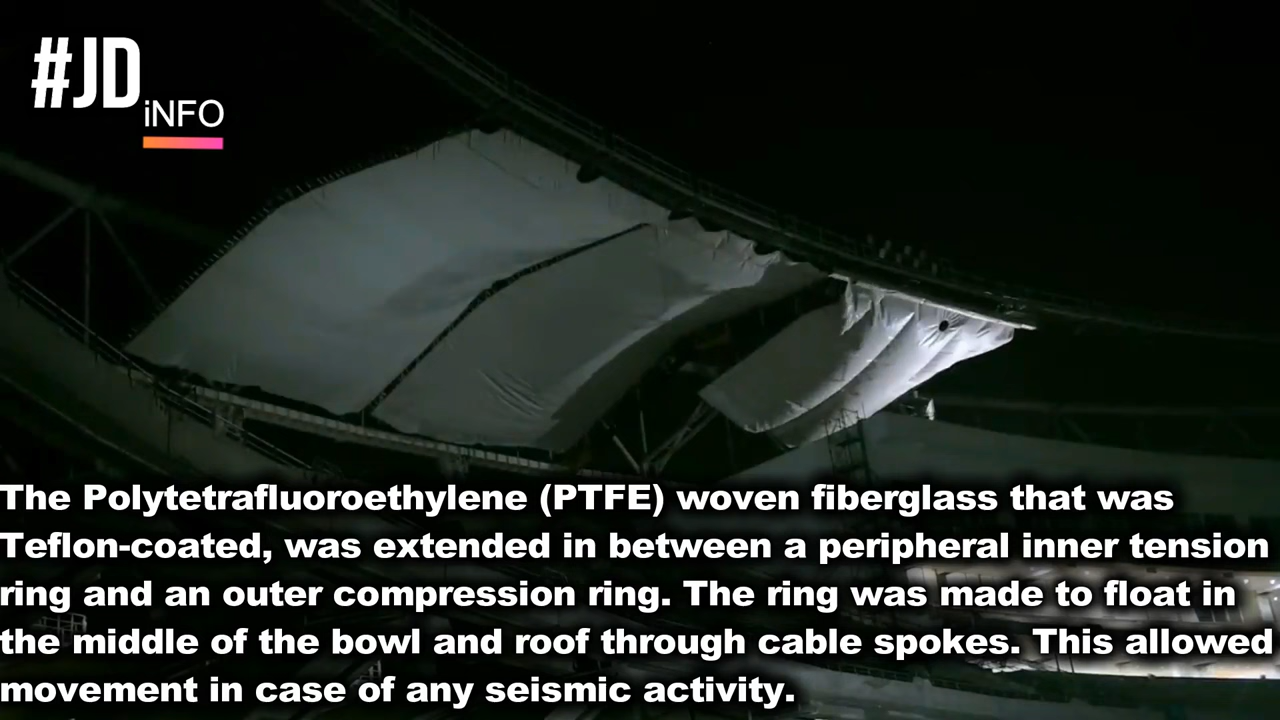 #JD
iNFO
The Polytetrafluoroethylene (PTFE) woven fiberglass that was
Teflon-coated, was extended in between a peripheral inner tension
ring and an outer compression ring. The ring was made to float in
the middle of the bowl and roof through cable spokes. This allowed
movement in case of any seismic activity.